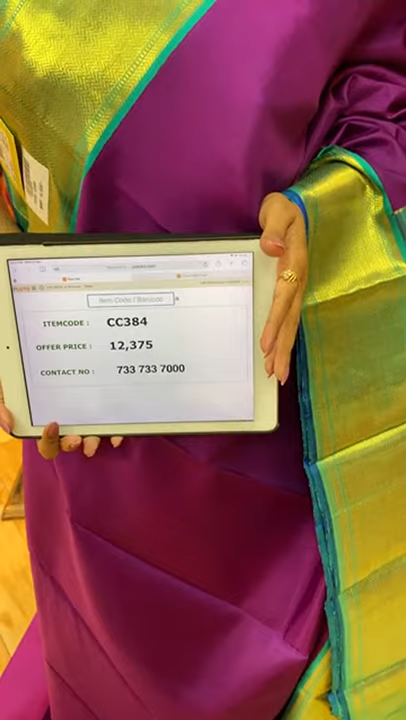 Item Code / Barcode
ITEMCODE : CC384
OFFER PRICE : 12,375
CONTACT NO : 733 733 7000